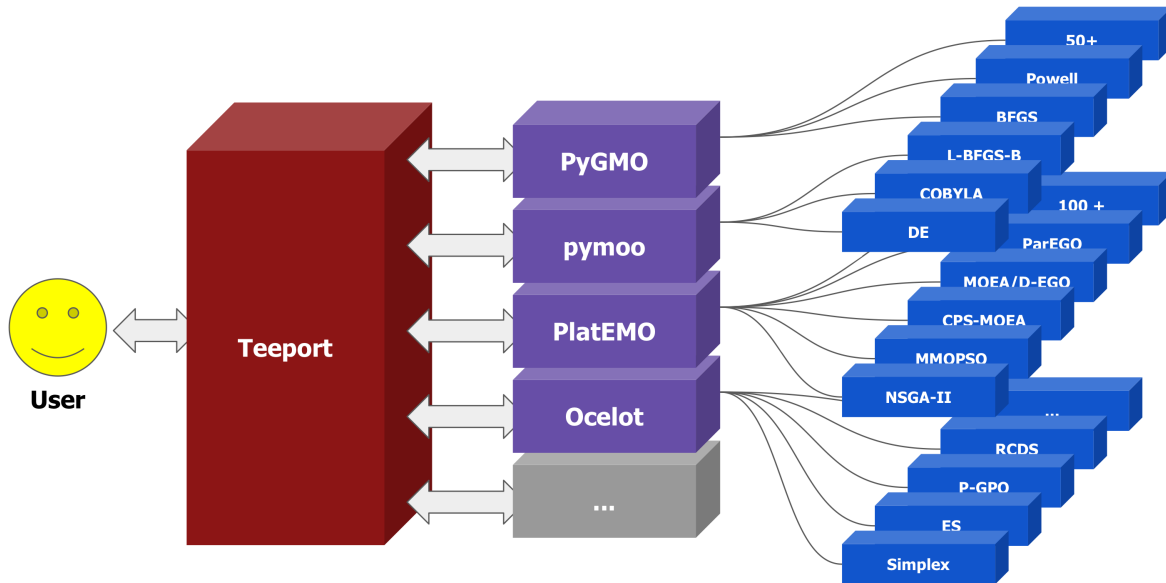 User
Teeport
PyGMO
pymoo
PlatEMO
Ocelot
...
50+
Powell
BFGS
L-BFGS-B
COBYLA
DE
100 +
ParEGO
MOEA/D-EGO
CPS-MOEA
MMOPSO
NSGA-II
...
RCDS
P-GPO
ES
Simplex